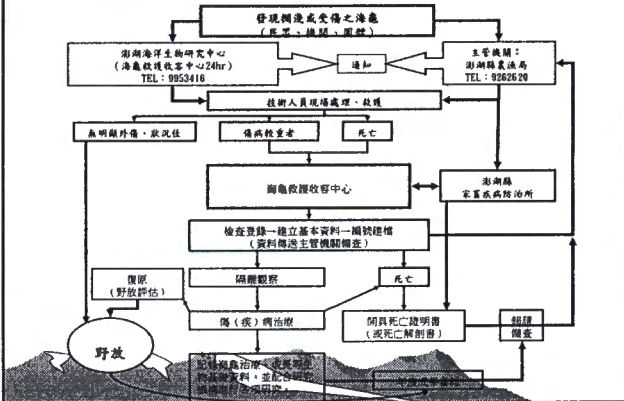 發現擱淺或受傷之海龜
(民眾、機關、團體)
澎湖海洋生物研究中心
(海龜救護收容中心24hr)
TEL:9953416
通知
主管機關:
澎湖縣農漁局
TEL:9262620
技術人員現場處理、救護
無明顯外傷、狀況佳
傷病較重者
死亡
海龜救護收容中心
澎湖縣
家畜疾病防治所
檢查登錄→建立基本資料→編號建檔
(資料傳送主管機關備查)
復原
(野放評估)
隔離觀察
死亡
傷(疾)病治療
開具死亡證明書
(或死亡解剖書)
報請
備查
野放